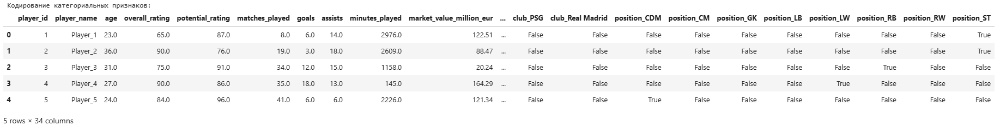 Кодирование категориальных признаков:
player_id player_name age overall_rating potential_rating matches_played goals assists minutes_played market_value_million_eur ... club_PSG club_Real Madrid position_CDM position_CM position_GK position_LB position_LW position_RB position_RW position_ST
0 1 Player_1 23.0 65.0 87.0 8.0 6.0 14.0 2976.0 122.51 ... False False False False False False False False False True
1 2 Player_2 36.0 90.0 76.0 19.0 3.0 18.0 2609.0 88.47 ... False False False False False False False False False True
2 3 Player_3 31.0 75.0 91.0 34.0 12.0 15.0 1158.0 20.24 ... False False False False False False False True False False
3 4 Player_4 27.0 90.0 86.0 35.0 18.0 13.0 145.0 164.29 ... False False False False False False True False False False
4 5 Player_5 24.0 84.0 96.0 41.0 6.0 6.0 2226.0 121.34 ... False False True False False False False False False False
5 rows × 34 columns